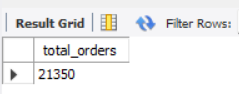 Result Grid Filter Rows:
total_orders
21350